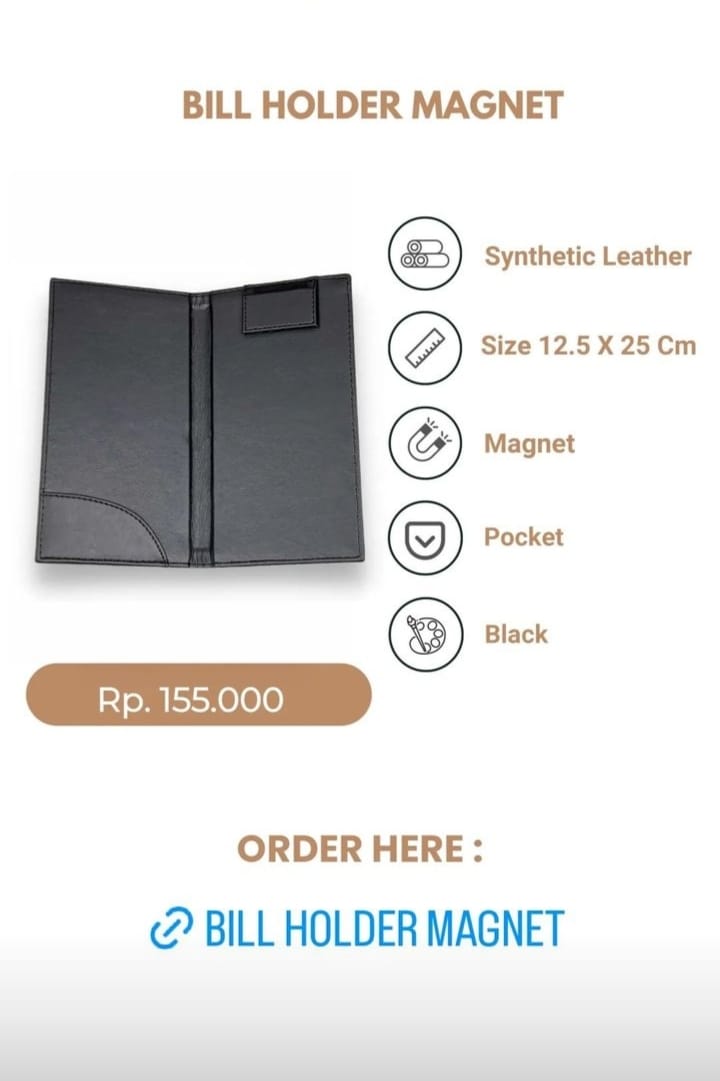 BILL HOLDER MAGNET
Synthetic Leather
Size 12.5 X 25 Cm
Magnet
Pocket
Black
Rp. 155.000
ORDER HERE :
BILL HOLDER MAGNET